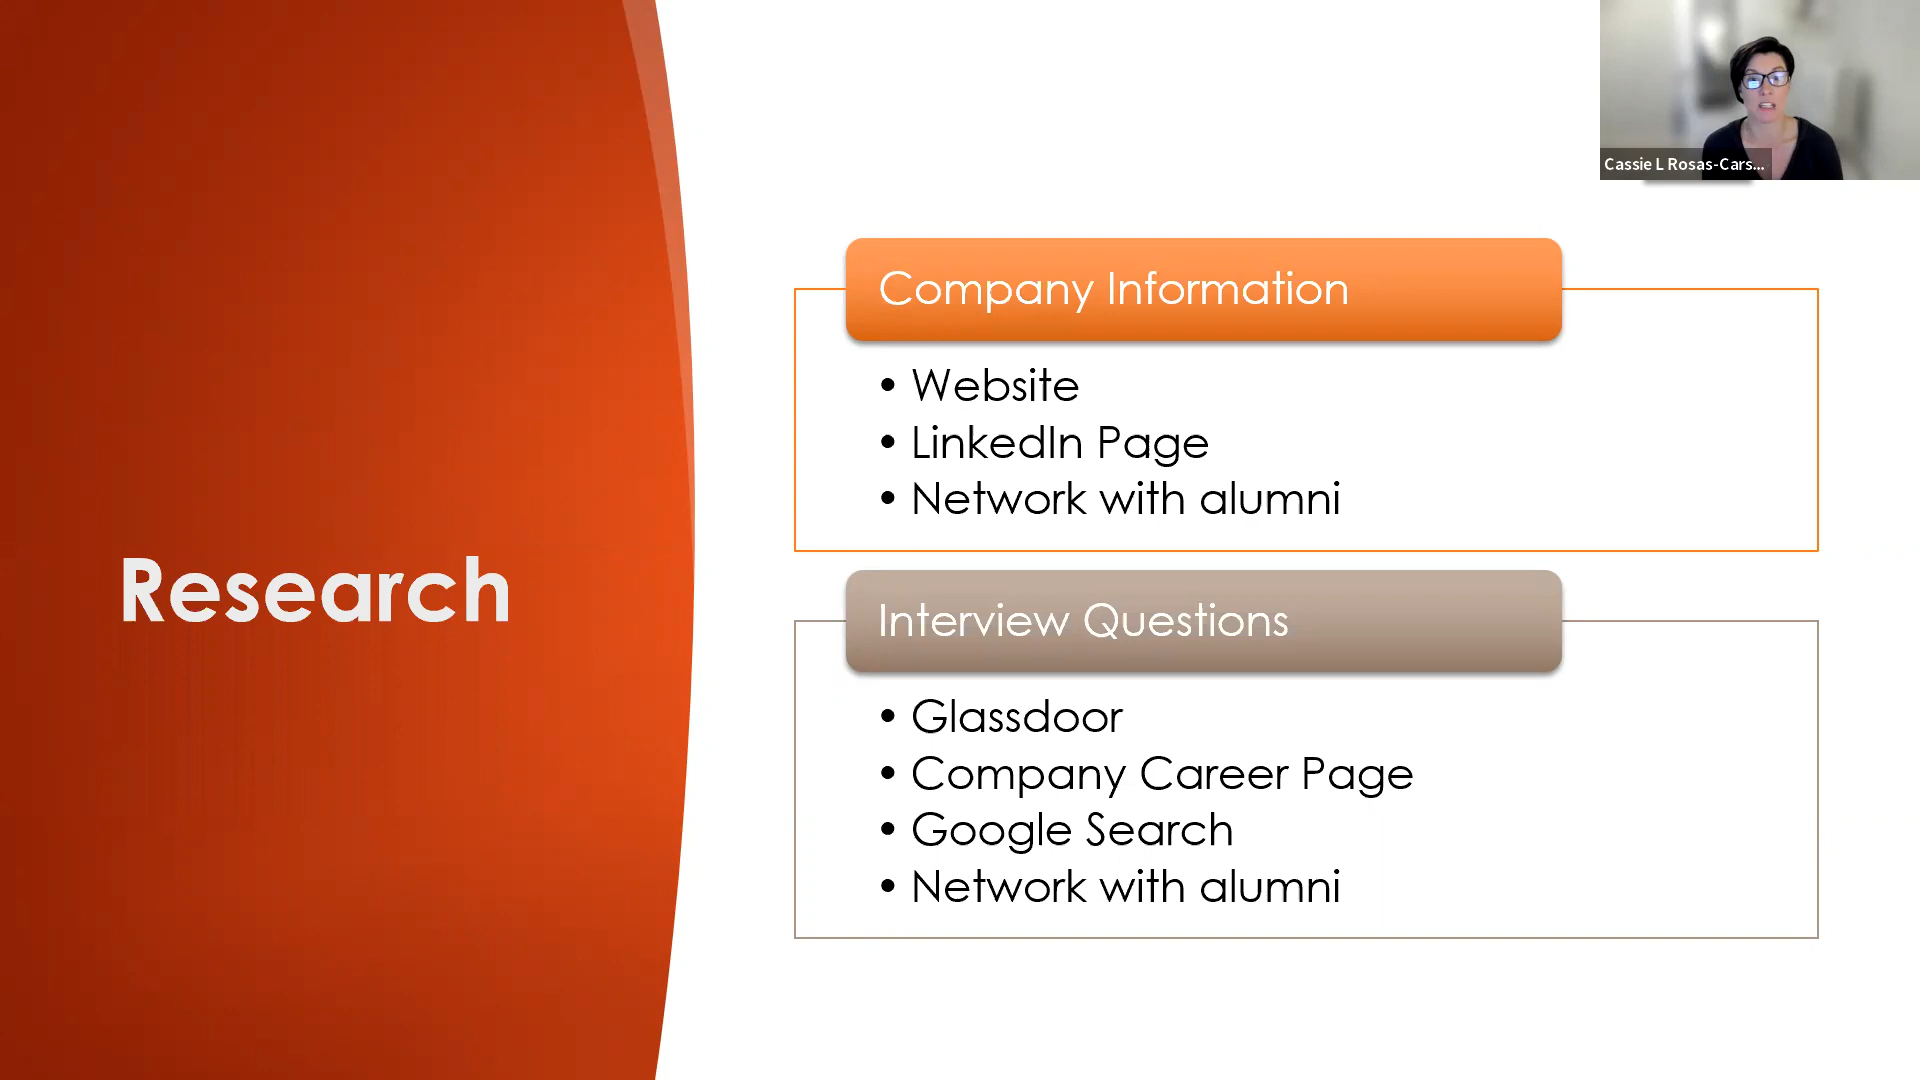 Cassie L Rosas-Cars...
Research
Company Information
• Website
• LinkedIn Page
• Network with alumni
Interview Questions
• Glassdoor
• Company Career Page
• Google Search
• Network with alumni